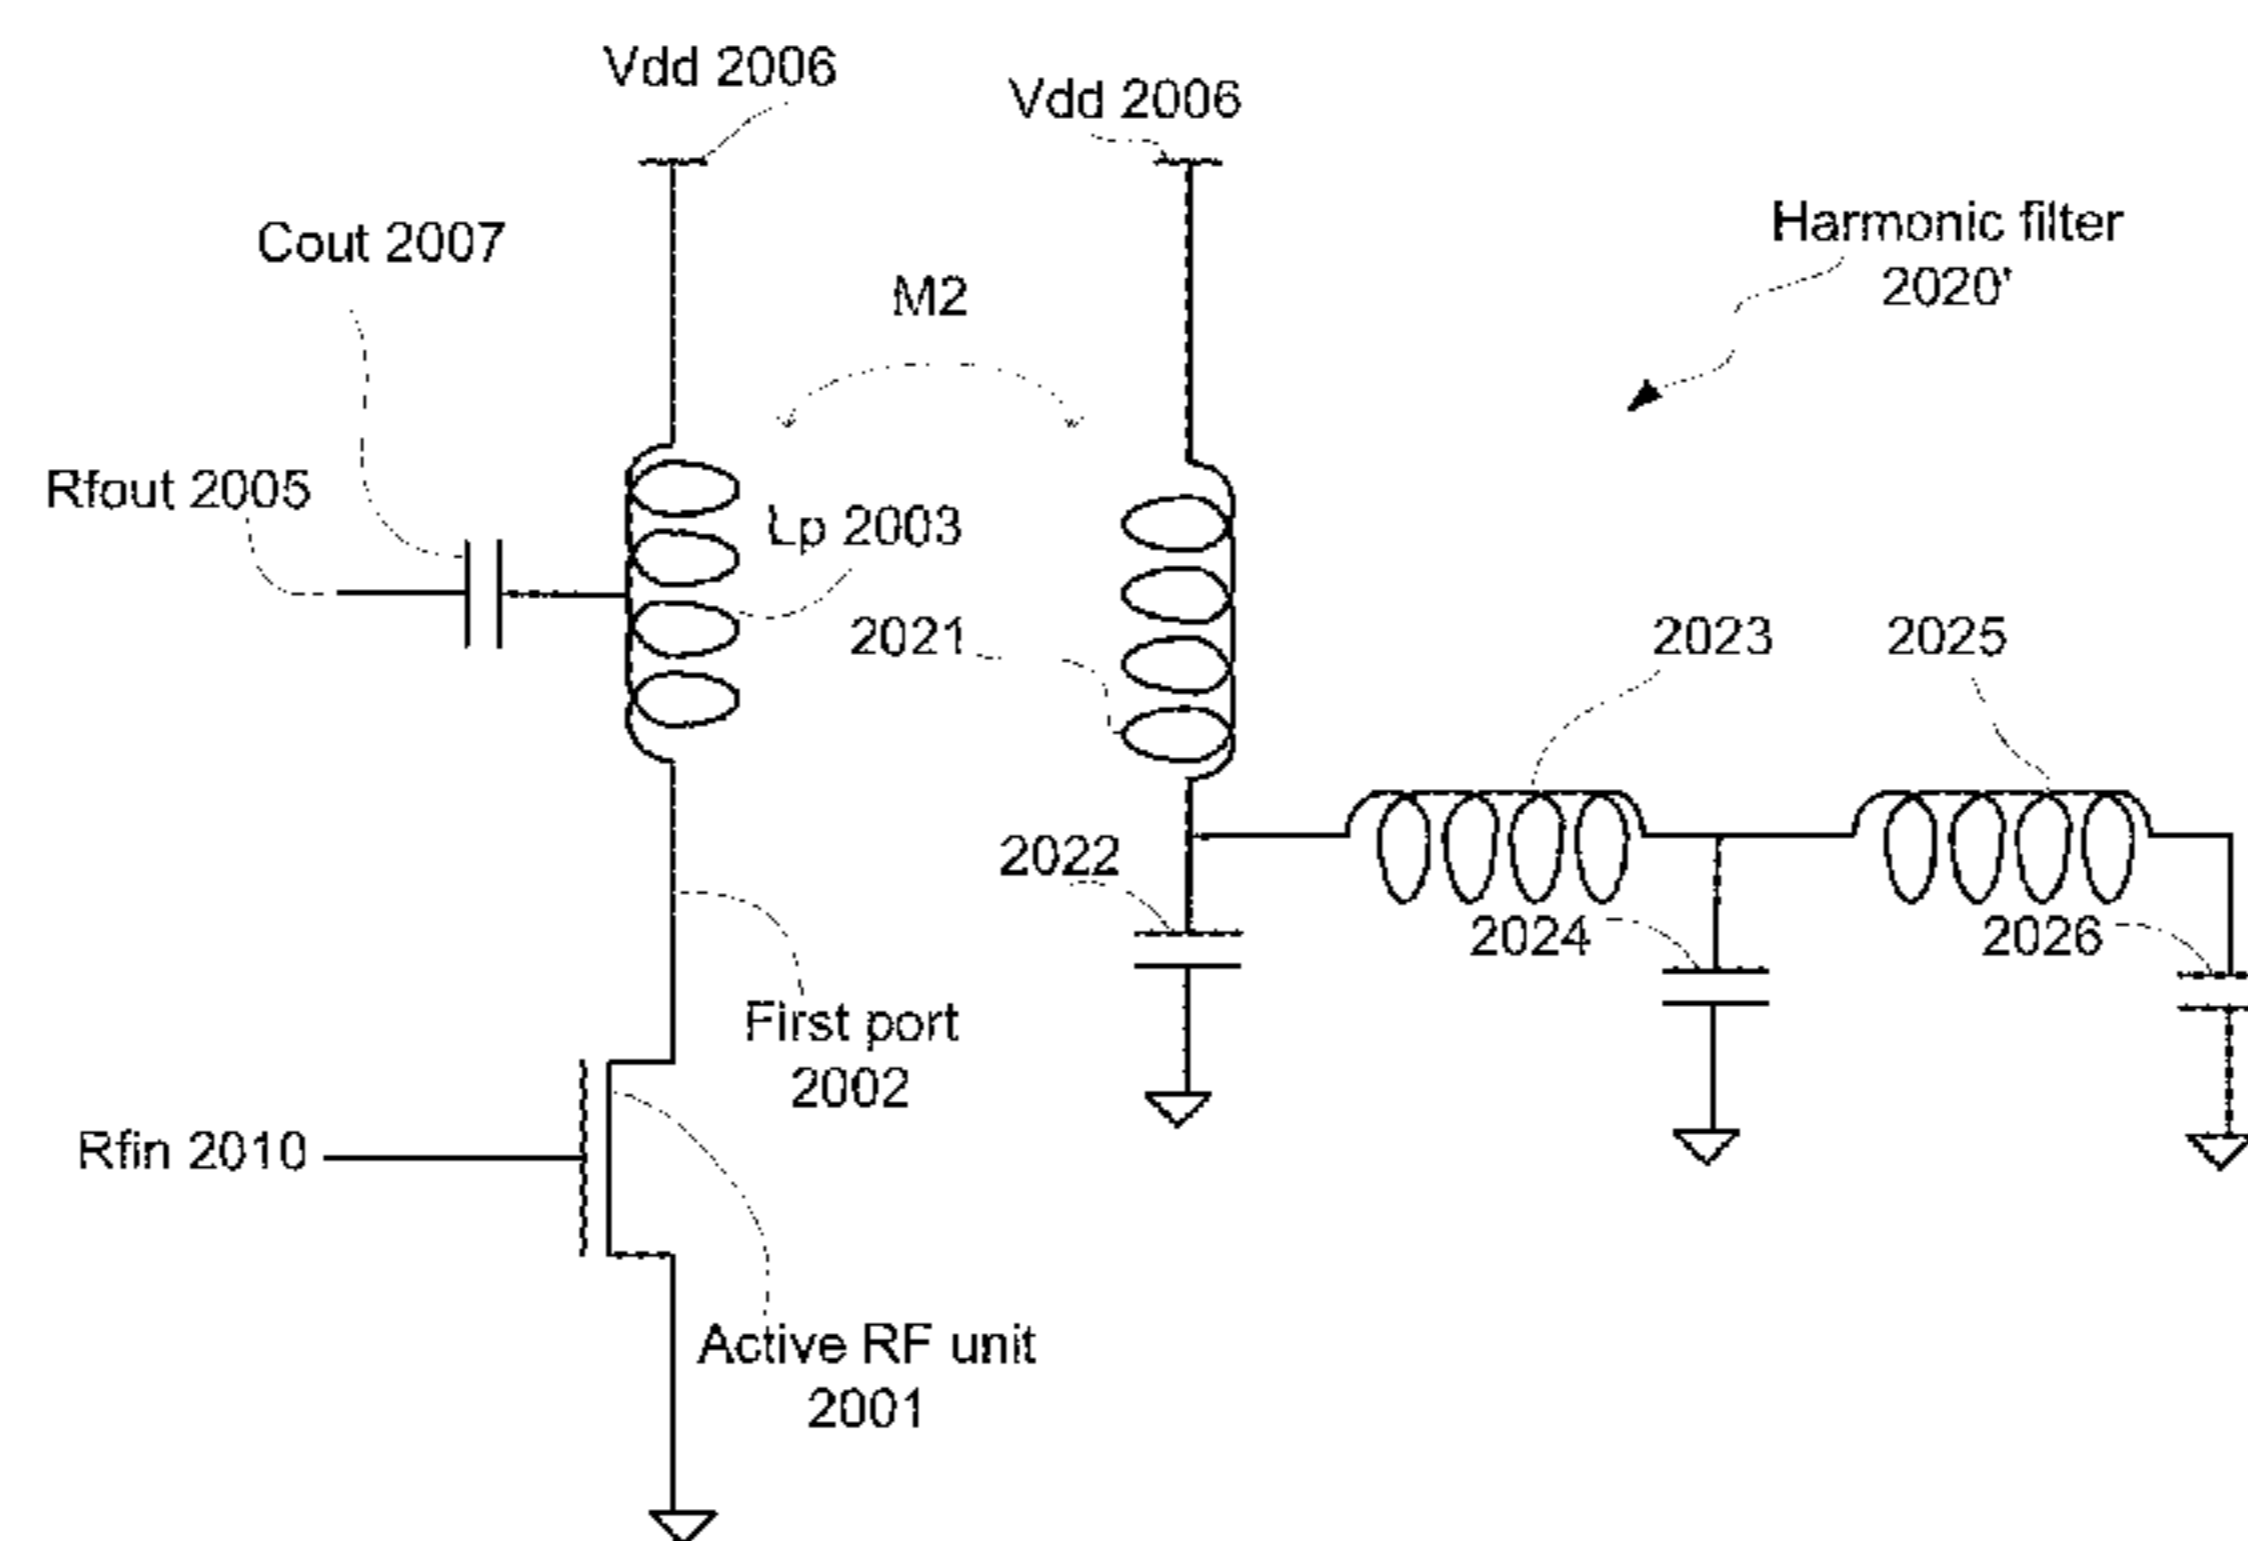 Vdd 2006
Vdd 2006
Harmonic filter
2020'
Cout 2007
M2
Rfout 2005
Lp 2003
2021
2023
2025
2022
2024
2026
First port
2002
Rfin 2010
Active RF unit
2001